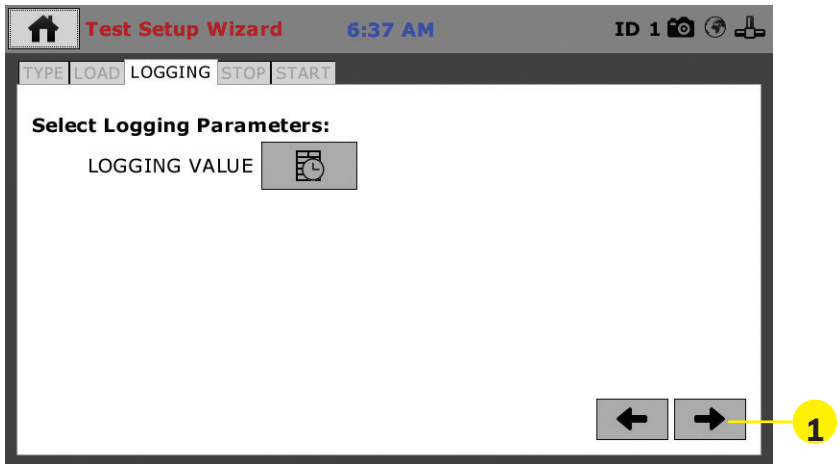 Test Setup Wizard 6:37 AM ID 1
TYPE LOAD LOGGING STOP START
Select Logging Parameters:
LOGGING VALUE
1